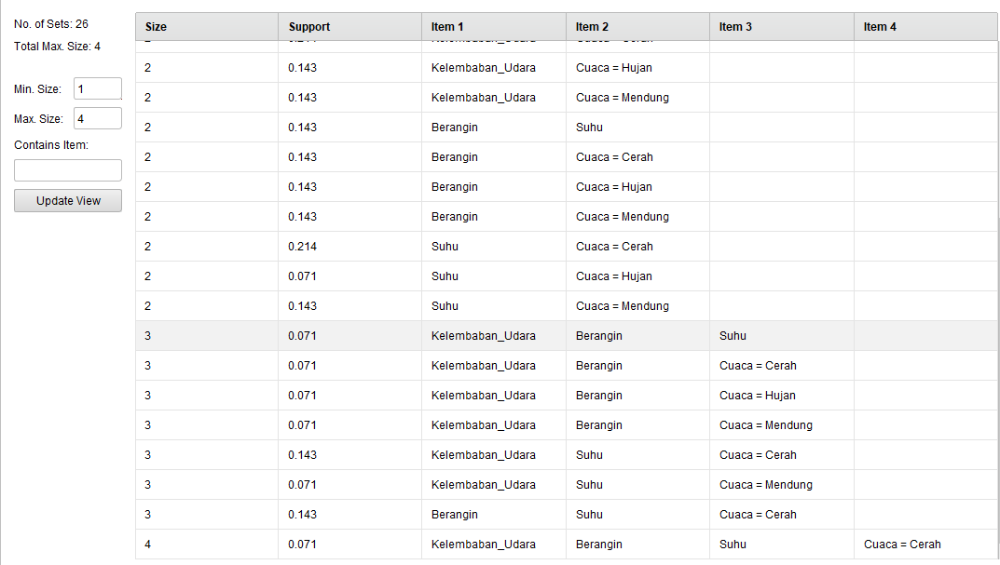 No. of Sets: 26
Total Max. Size: 4
Min. Size: 1
Max. Size: 4
Contains Item:
Update View
Size Support Item 1 Item 2 Item 3 Item 4
2 0.143 Kelembaban_Udara Cuaca = Hujan
2 0.143 Kelembaban_Udara Cuaca = Mendung
2 0.143 Berangin Suhu
2 0.143 Berangin Cuaca = Cerah
2 0.143 Berangin Cuaca = Hujan
2 0.143 Berangin Cuaca = Mendung
2 0.214 Suhu Cuaca = Cerah
2 0.071 Suhu Cuaca = Hujan
2 0.143 Suhu Cuaca = Mendung
3 0.071 Kelembaban_Udara Berangin Suhu
3 0.071 Kelembaban_Udara Berangin Cuaca = Cerah
3 0.071 Kelembaban_Udara Berangin Cuaca = Hujan
3 0.071 Kelembaban_Udara Berangin Cuaca = Mendung
3 0.143 Kelembaban_Udara Suhu Cuaca = Cerah
3 0.071 Kelembaban_Udara Suhu Cuaca = Mendung
3 0.143 Berangin Suhu Cuaca = Cerah
4 0.071 Kelembaban_Udara Berangin Suhu Cuaca = Cerah